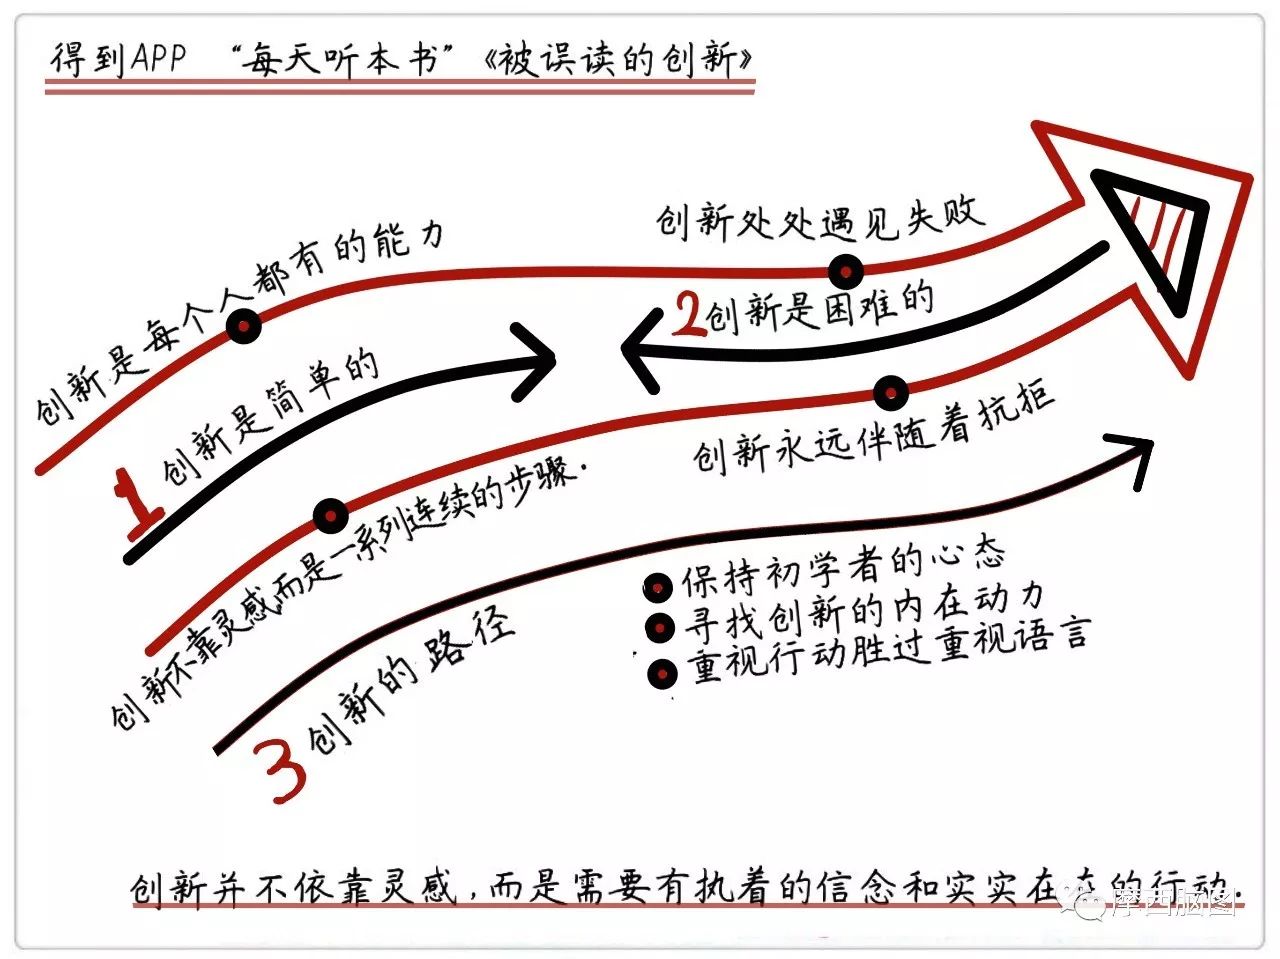 得到APP “每天听本书”《被误读的创新》
创新是每个人都有的能力
1 创新是简单的
创新不靠灵感而是一系列连续的步骤.
创新处处遇见失败
2 创新是困难的
创新永远伴随着抗拒
3 创新的路径
保持初学者的心态
寻找创新的内在动力
重视行动胜过重视语言
创新并不依靠灵感,而是需要有执着的信念和实实在在的行动.
摩西脑图